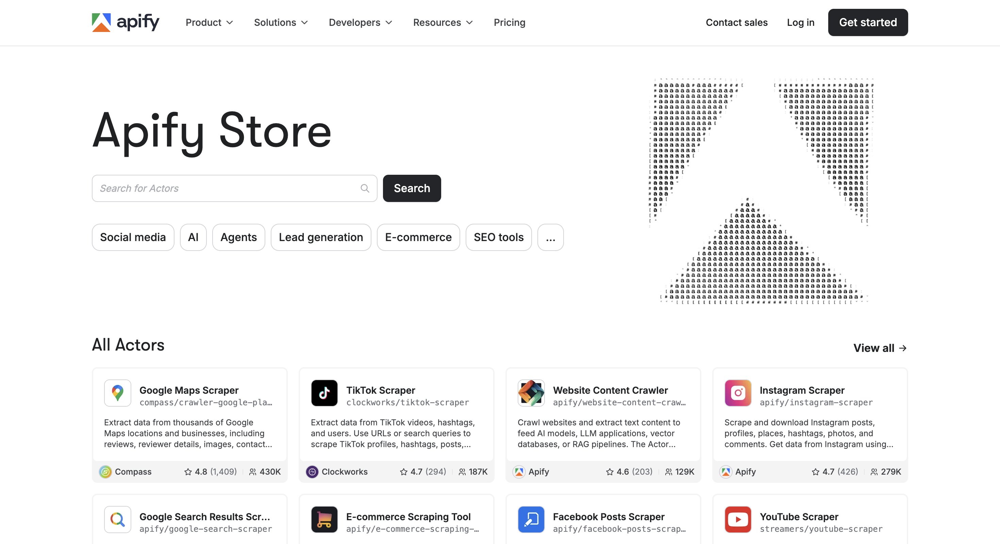 apify
Product
Solutions
Developers
Resources
Pricing
Contact sales
Log in
Get started
Apify Store
Search for Actors
Search
Social media
AI
Agents
Lead generation
E-commerce
SEO tools
...
All Actors
View all →
Google Maps Scraper
compass/crawler-google-pla…
Extract data from thousands of Google
Maps locations and businesses, including
reviews, reviewer details, images, contact…
Compass
4.8 (1,409)
430K
TikTok Scraper
clockworks/tiktok-scraper
Extract data from TikTok videos, hashtags,
and users. Use URLs or search queries to
scrape TikTok profiles, hashtags, posts,…
Clockworks
4.7 (294)
187K
Website Content Crawler
apify/website-content-craw…
Crawl websites and extract text content to
feed AI models, LLM applications, vector
databases, or RAG pipelines. The Actor…
Apify
4.6 (203)
129K
Instagram Scraper
apify/instagram-scraper
Scrape and download Instagram posts,
profiles, places, hashtags, photos, and
comments. Get data from Instagram using…
Apify
4.7 (426)
279K
Google Search Results Scr…
apify/google-search-scraper
E-commerce Scraping Tool
apify/e-commerce-scraping-…
Facebook Posts Scraper
apify/facebook-posts-scrap…
YouTube Scraper
streamers/youtube-scraper